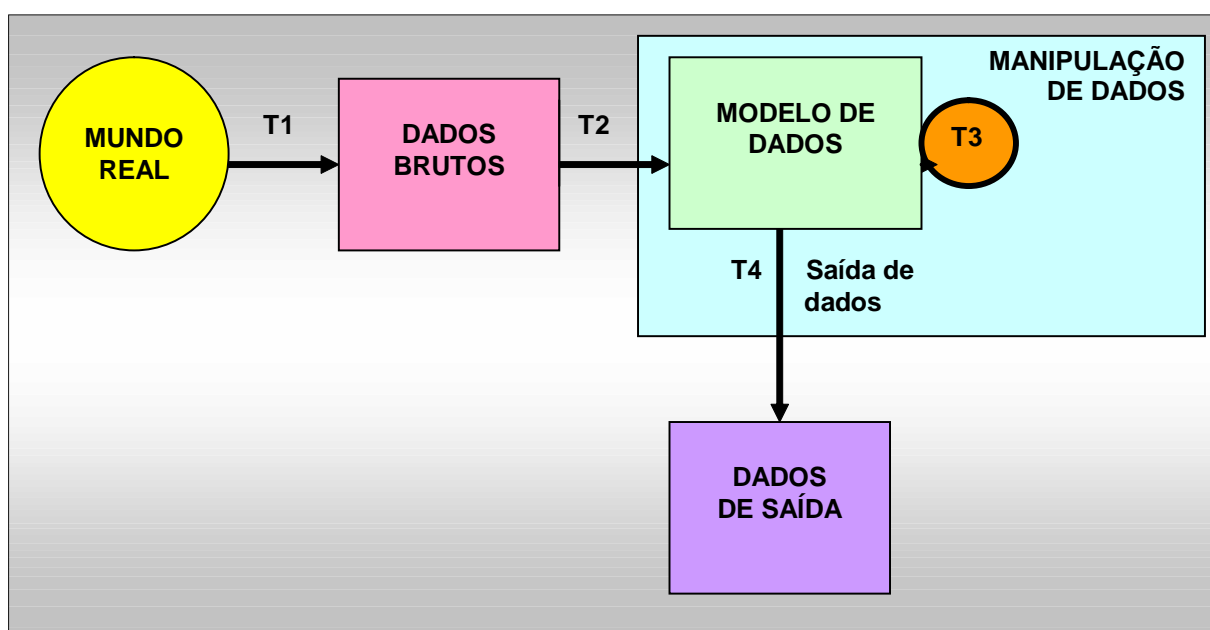 MUNDO
REAL
T1
DADOS
BRUTOS
T2
MODELO DE
DADOS
T3
MANIPULAÇÃO
DE DADOS
T4
Saída de
dados
DADOS
DE SAÍDA